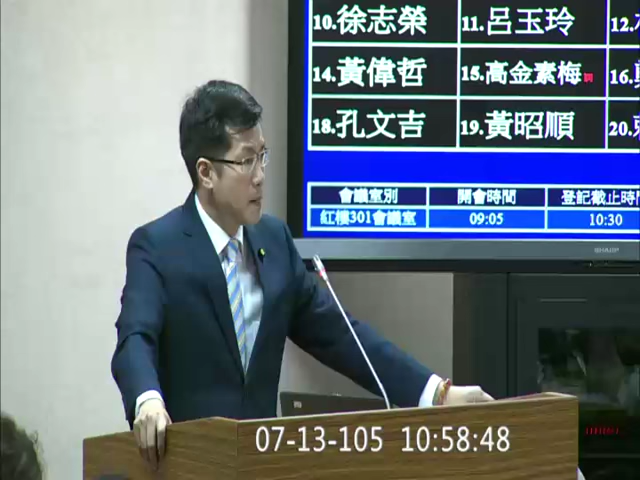 10.徐志榮 11.呂玉玲 12.
14.黃偉哲 15.高金素梅 16.
18.孔文吉 19.黃昭順 20.
會議室別 開會時間 登記截止時
紅樓301會議室 09:05 10:30
SHARP
07-13-105 10:58:48